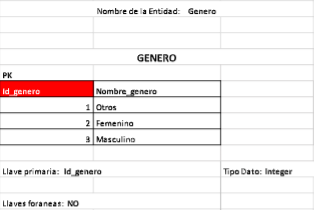 Nombre de la Entidad: Genero
GENERO
PK
Id_genero Nombre_genero
1 Otros
2 Femenino
3 Masculino
Llave primaria: Id_genero Tipo Dato: Integer
Llaves foraneas: NO